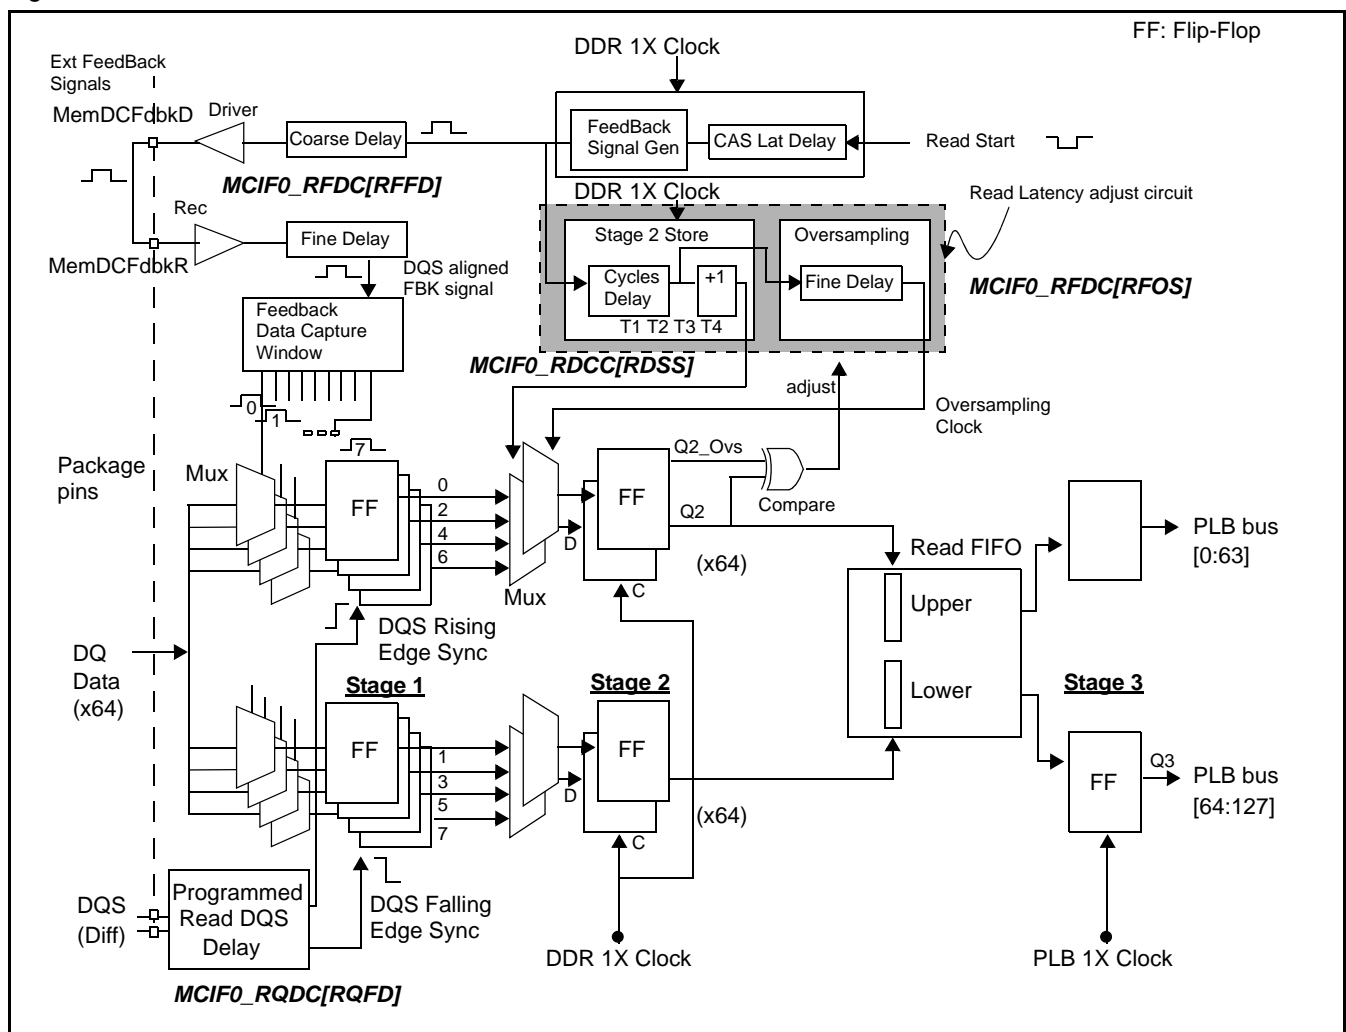 FF: Flip-Flop
DDR 1X Clock
Ext FeedBack
Signals
MemDCFdbkD
Driver
Coarse Delay
FeedBack
Signal Gen
CAS Lat Delay
Read Start
MCIF0_RFDC[RFFD]
DDR 1X Clock
Read Latency adjust circuit
Rec
Fine Delay
MemDCFdbkR
DQS aligned
FBK signal
Stage 2 Store
Cycles
Delay
+1
T1 T2 T3 T4
Oversampling
Fine Delay
MCIF0_RFDC[RFOS]
Feedback
Data Capture
Window
MCIF0_RDCC[RDSS]
adjust
Oversampling
Clock
0
1
7
Package
pins
Mux
FF
0
2
4
6
Mux
D
FF
C
Q2_Ovs
Q2
Compare
(x64)
Read FIFO
Upper
Lower
PLB bus
[0:63]
DQS Rising
Edge Sync
DQ
Data
(x64)
Stage 1
Stage 2
Stage 3
FF
1
3
5
7
D
FF
C
(x64)
FF
Q3
PLB bus
[64:127]
DQS
(Diff)
Programmed
Read DQS
Delay
DQS Falling
Edge Sync
DDR 1X Clock
PLB 1X Clock
MCIF0_RQDC[RQFD]